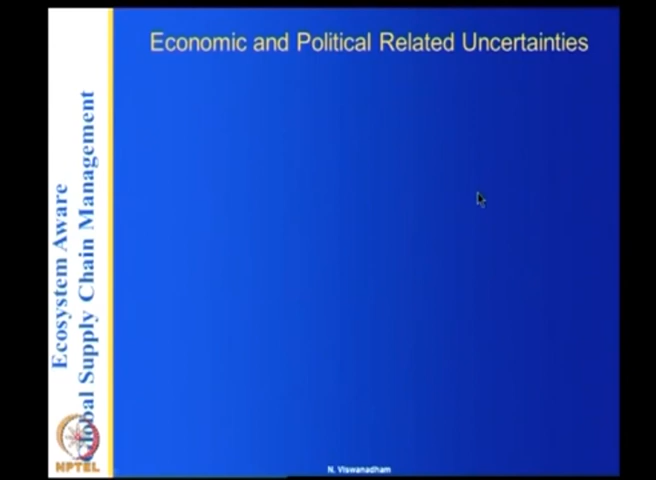 Economic and Political Related Uncertainties
Ecosystem Aware
Global Supply Chain Management
NPTEL
N. Viswanadham